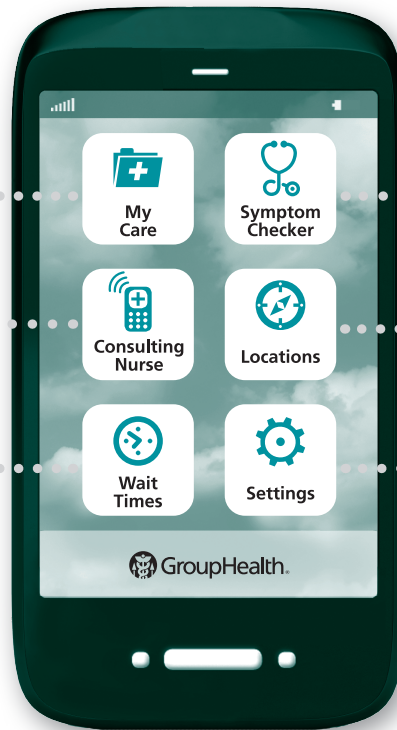 My
Care
Symptom
Checker
Consulting
Nurse
Locations
Wait
Times
Settings
GroupHealth®